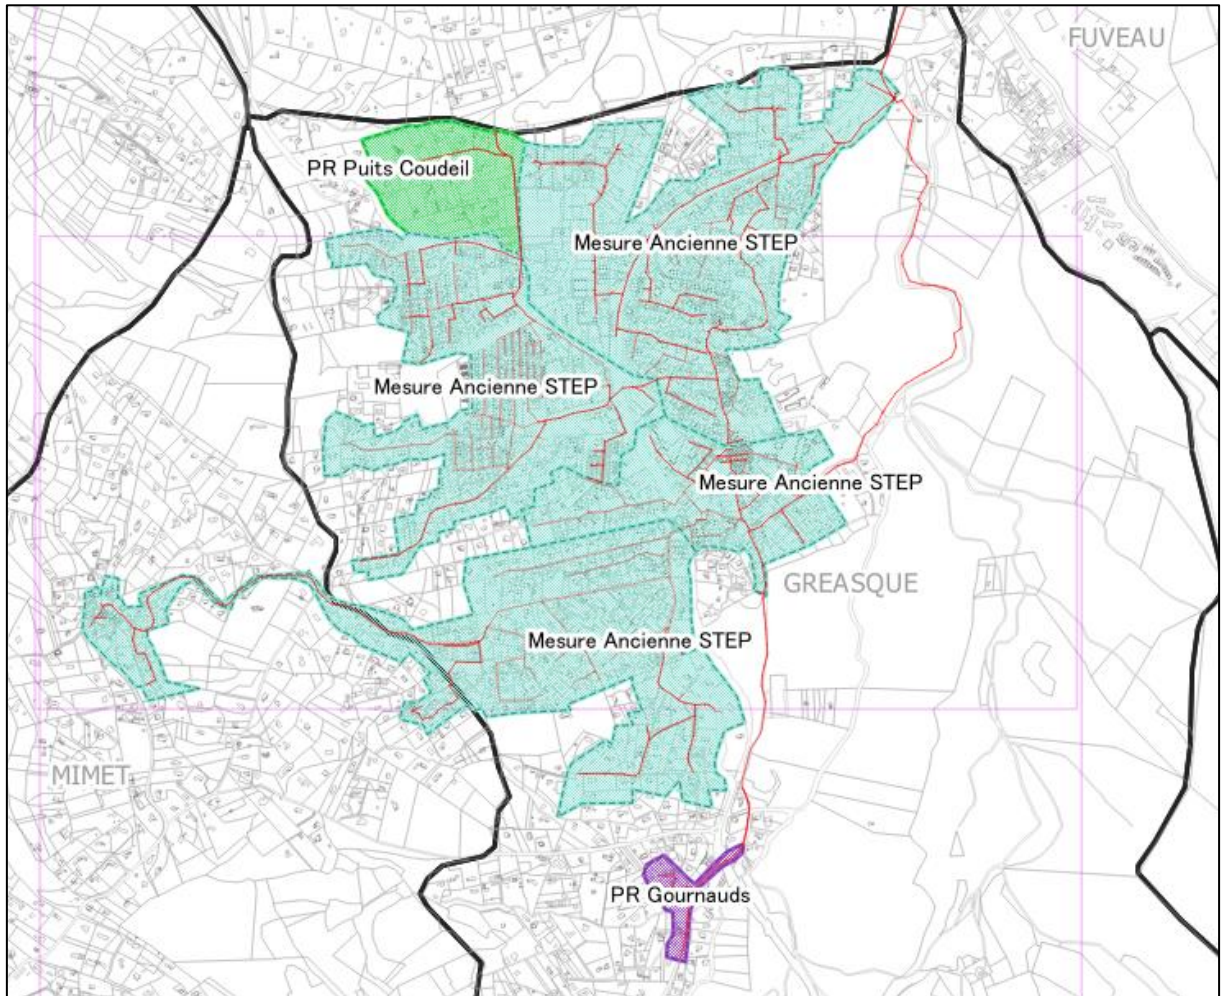 FUVEAU
PR Puits Coudeil
Mesure Ancienne STEP
Mesure Ancienne STEP
Mesure Ancienne STEP
GREASQUE
Mesure Ancienne STEP
MIMET
PR Gournauds